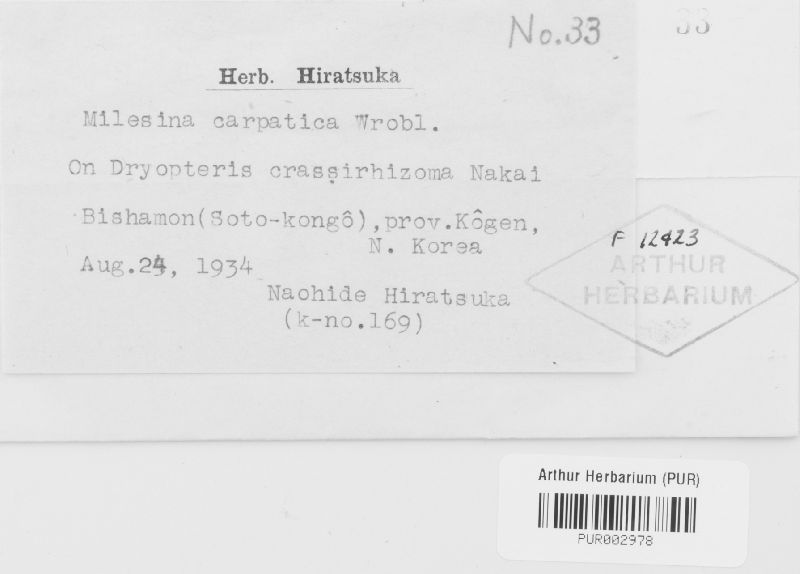 No.33
33
Herb. Hiratsuka
Milesina carpatica Wrobl.
On Dryopteris crassirhizoma Nakai
Bishamon(Soto-kongô),prov.Kôgen,
N. Korea
Aug.24, 1934
Naohide Hiratsuka
(k-no.169)
F 12423
ARTHUR
HERBARIUM
Arthur Herbarium (PUR)
PUR002978